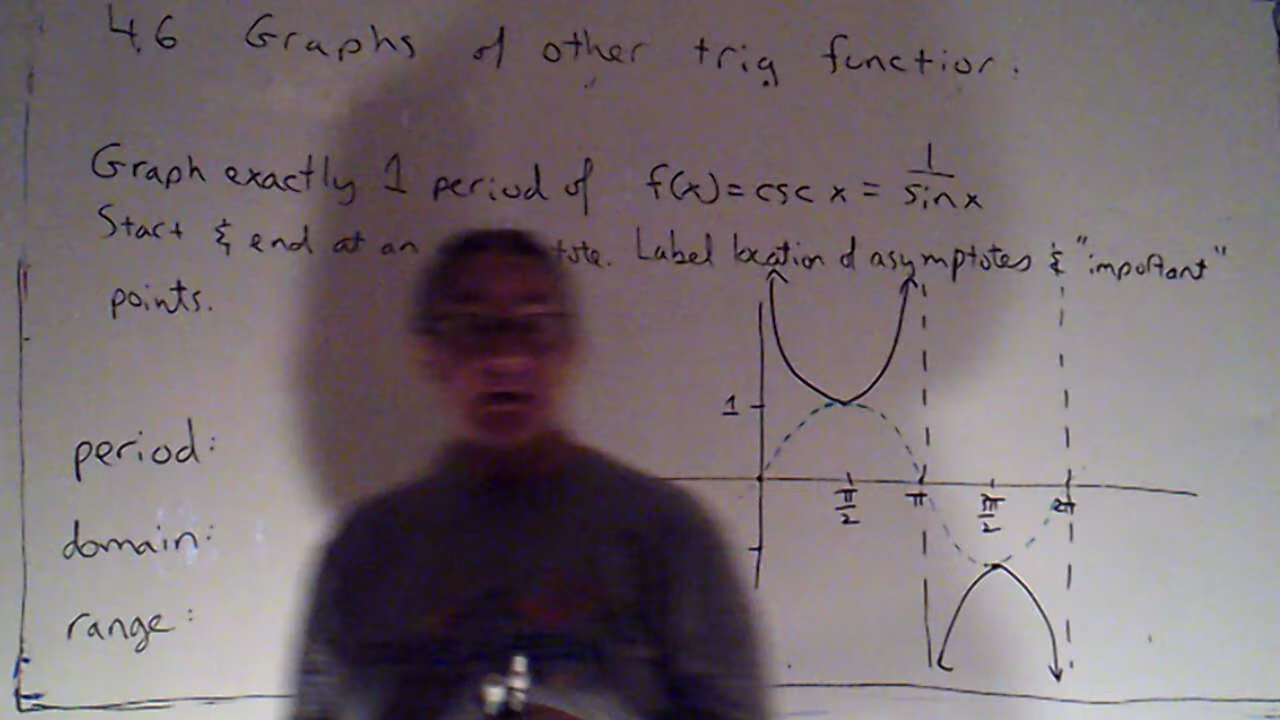 4.6 Graphs of other trig function.
Graph exactly 1 period of f(x) = csc x = 1/sin x
Start & end at an tote. Label location of asymptotes & "important"
points.
1
π/2 π 3π/2 2π
period:
domain:
range: